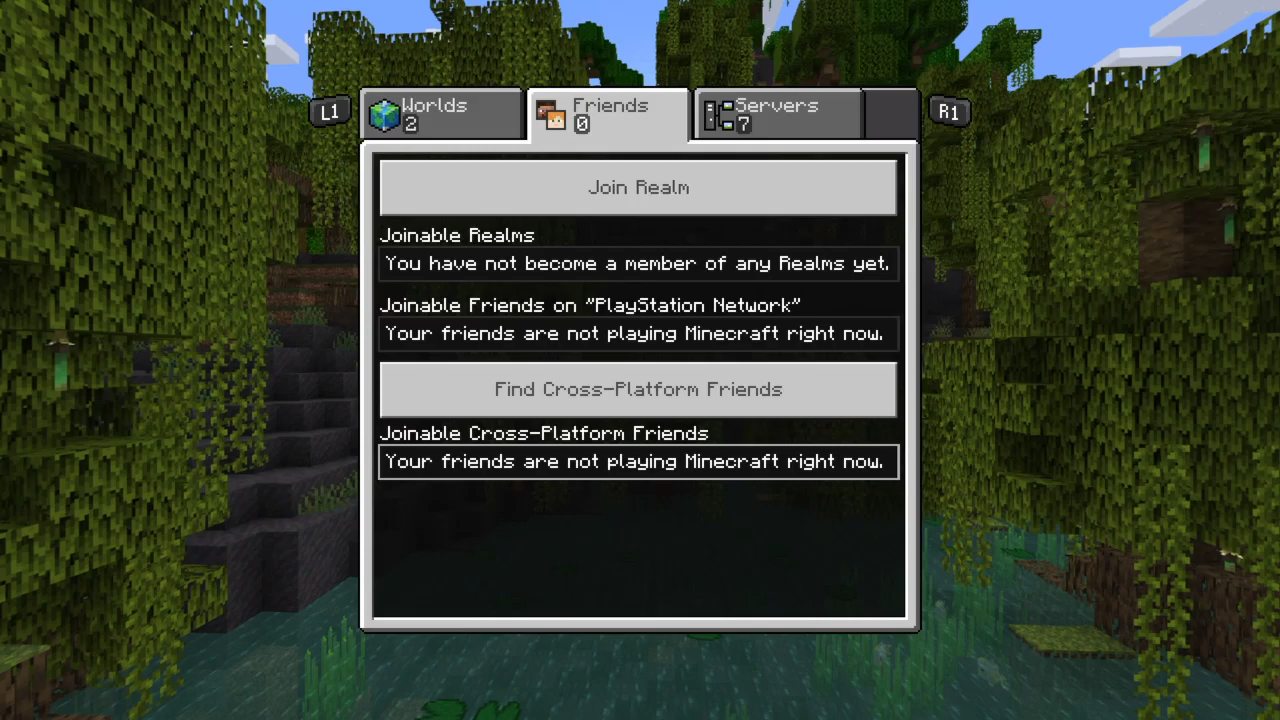 L1
Worlds
2
Friends
0
Servers
7
R1
Join Realm
Joinable Realms
You have not become a member of any Realms yet.
Joinable Friends on "PlayStation Network"
Your friends are not playing Minecraft right now.
Find Cross-Platform Friends
Joinable Cross-Platform Friends
Your friends are not playing Minecraft right now.